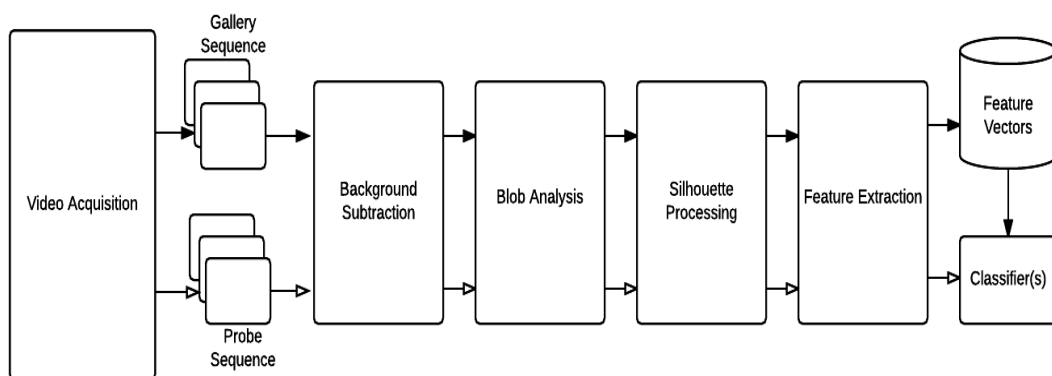 Gallery
Sequence
Video Acquisition
Probe
Sequence
Background
Subtraction
Blob Analysis
Silhouette
Processing
Feature Extraction
Feature
Vectors
Classifier(s)